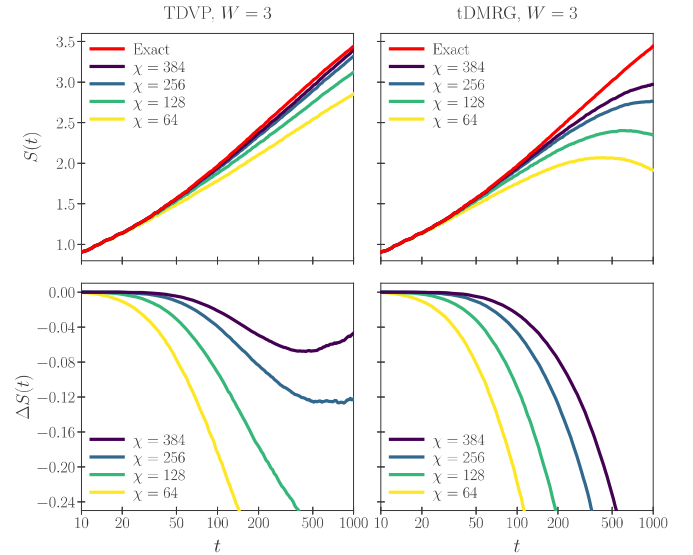 TDVP, W = 3
tDMRG, W = 3
3.5
3.0
2.5
2.0
1.5
1.0
S(t)
Exact
χ = 384
χ = 256
χ = 128
χ = 64
Exact
χ = 384
χ = 256
χ = 128
χ = 64
0.00
−0.04
−0.08
−0.12
−0.16
−0.20
−0.24
ΔS(t)
χ = 384
χ = 256
χ = 128
χ = 64
χ = 384
χ = 256
χ = 128
χ = 64
10 20 50 100 200 500 1000
10 20 50 100 200 500 1000
t
t